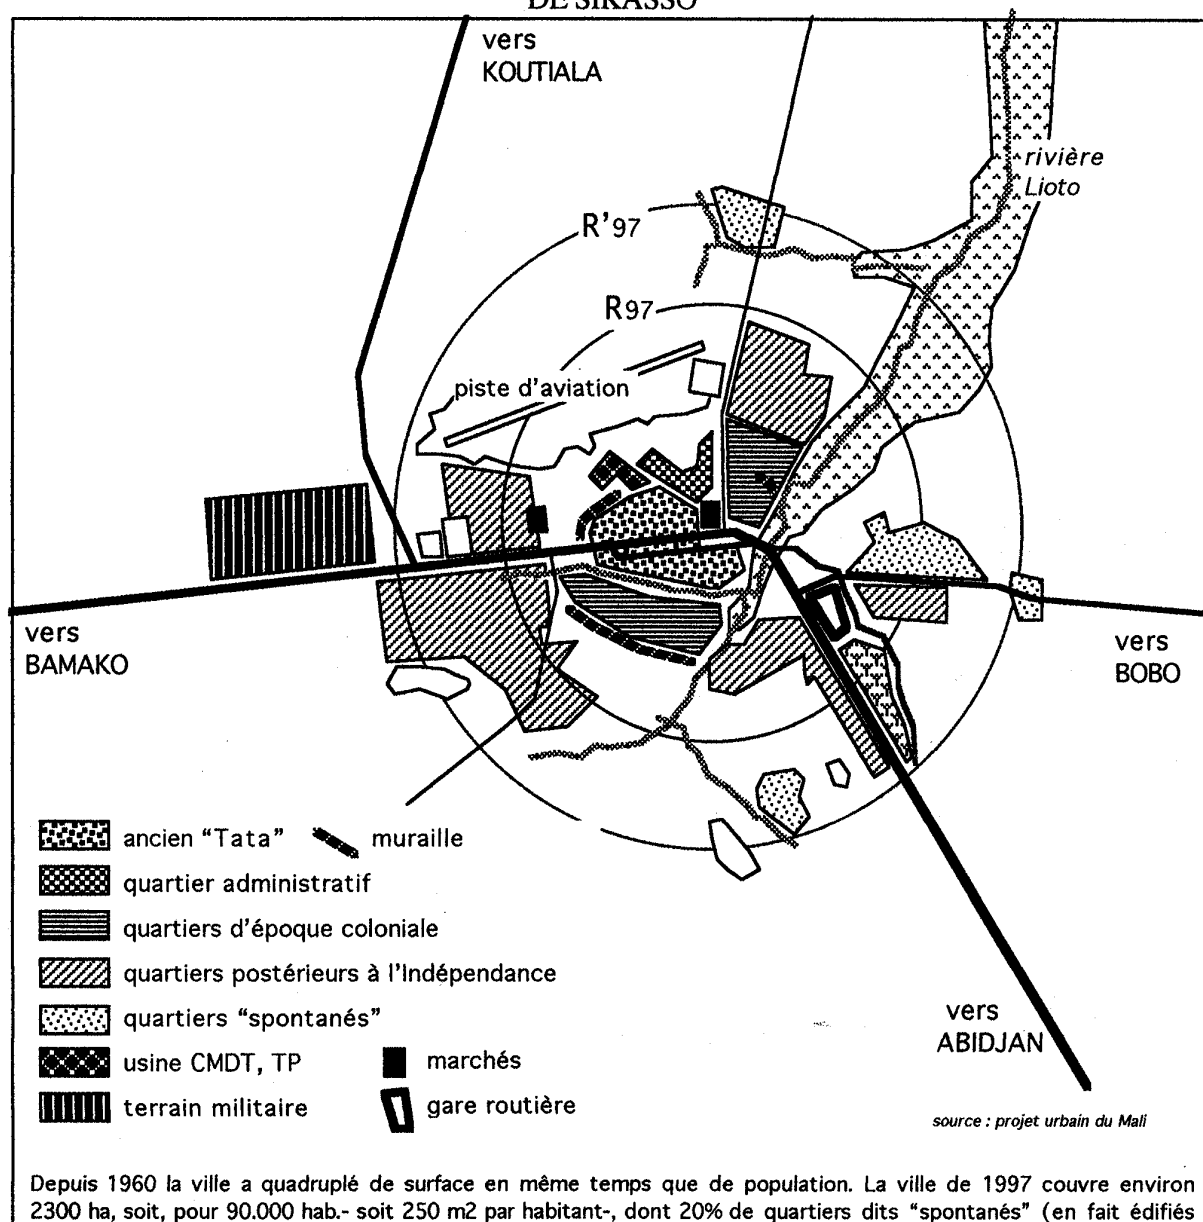 DE SIKASSO
vers
KOUTIALA
rivière
Lioto
R'97
R97
piste d'aviation
vers
BAMAKO
vers
BOBO
ancien “Tata”
muraille
quartier administratif
quartiers d'époque coloniale
quartiers postérieurs à l'Indépendance
quartiers “spontanés”
usine CMDT, TP
marchés
terrain militaire
gare routière
vers
ABIDJAN
source : projet urbain du Mali
Depuis 1960 la ville a quadruplé de surface en même temps que de population. La ville de 1997 couvre environ
2300 ha, soit, pour 90.000 hab.- soit 250 m2 par habitant-, dont 20% de quartiers dits “spontanés” (en fait édifiés